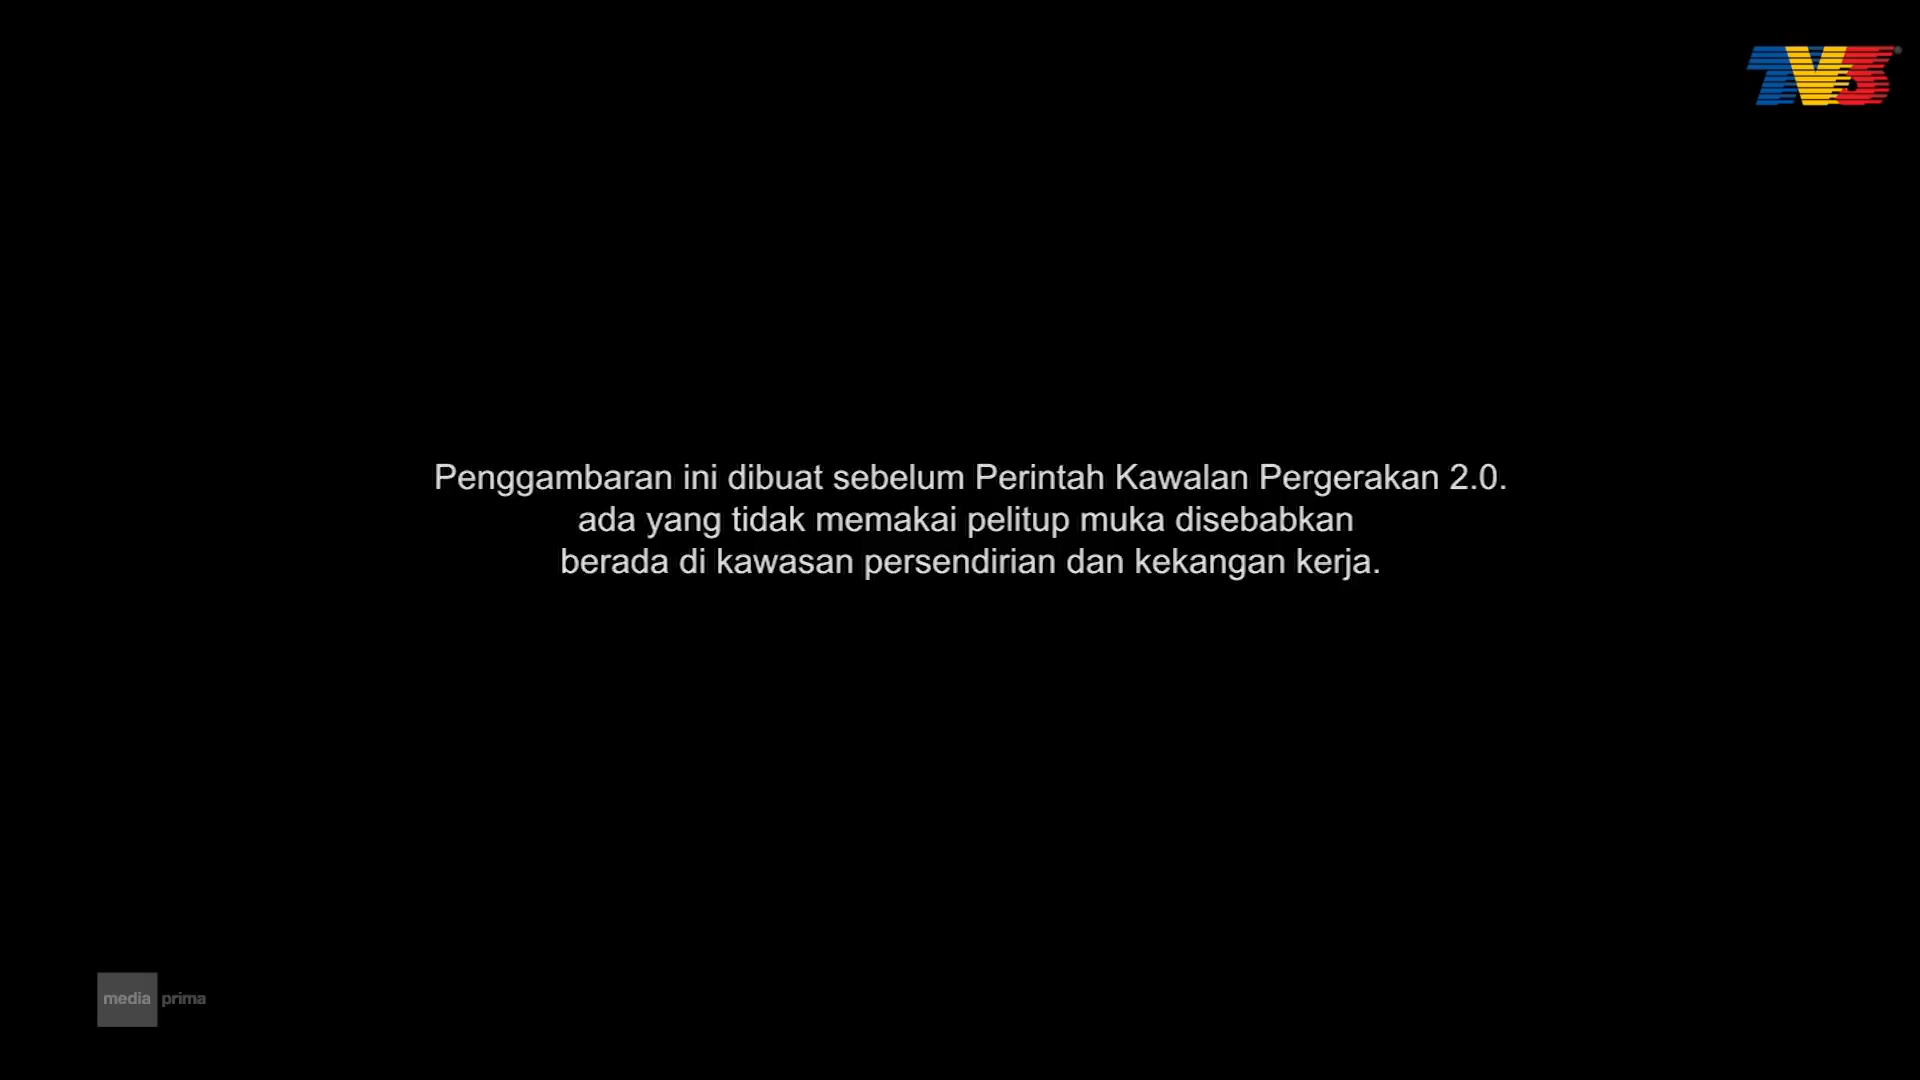 TV3
Penggambaran ini dibuat sebelum Perintah Kawalan Pergerakan 2.0.
ada yang tidak memakai pelitup muka disebabkan
berada di kawasan persendirian dan kekangan kerja.
media prima